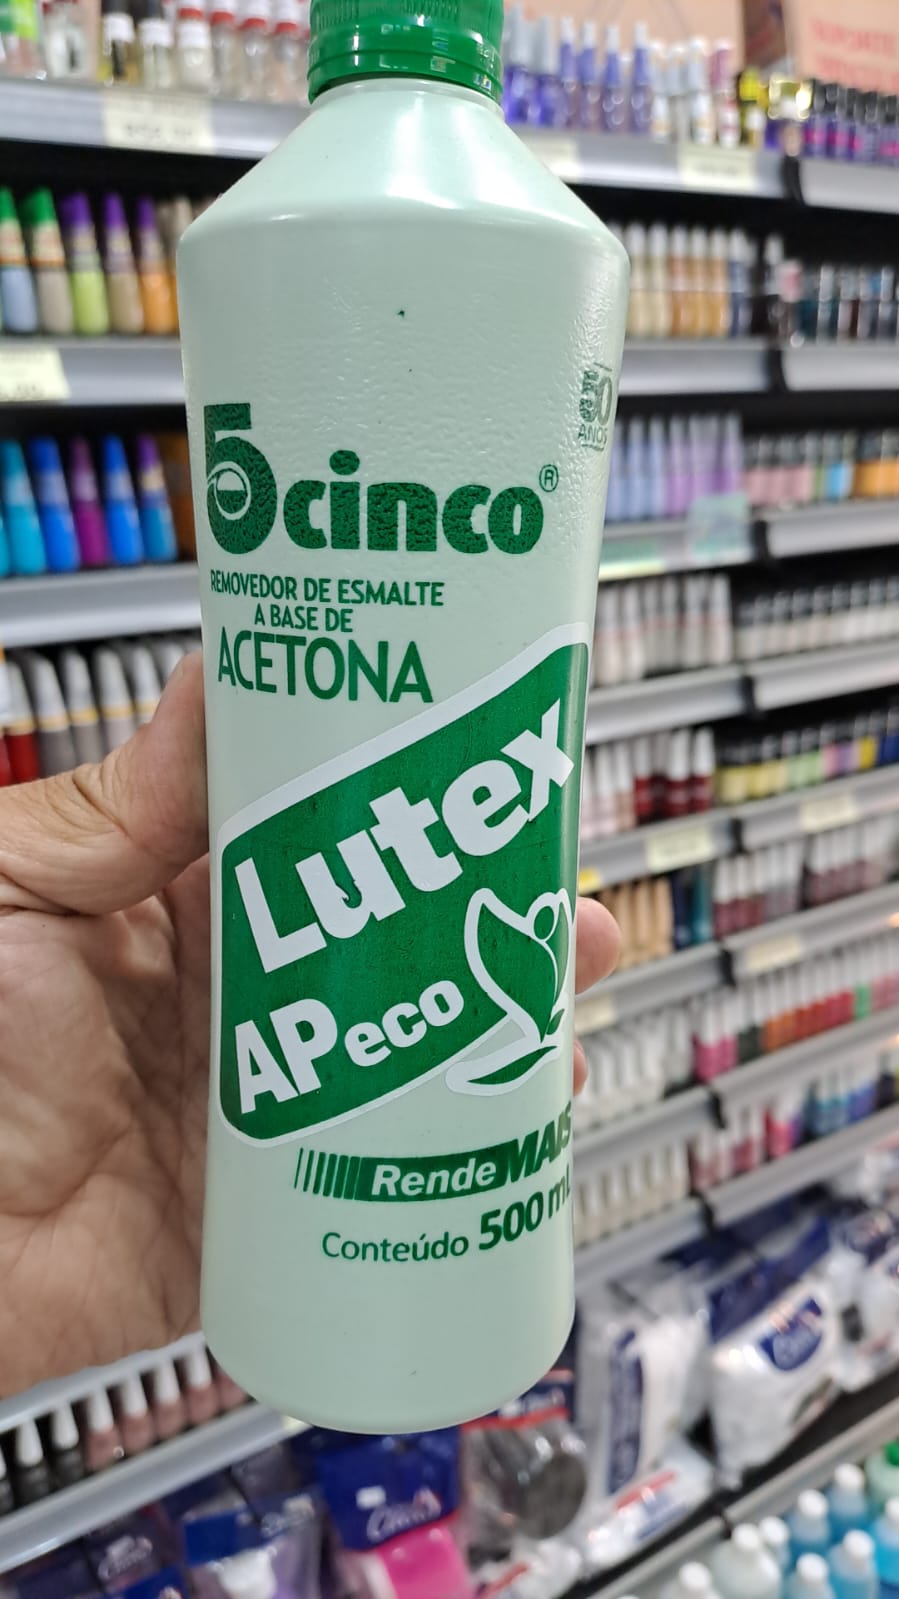 5cinco®
50
ANOS
REMOVEDOR DE ESMALTE
A BASE DE
ACETONA
Lutex
APeco
Rende MAIS
Conteúdo 500 mL